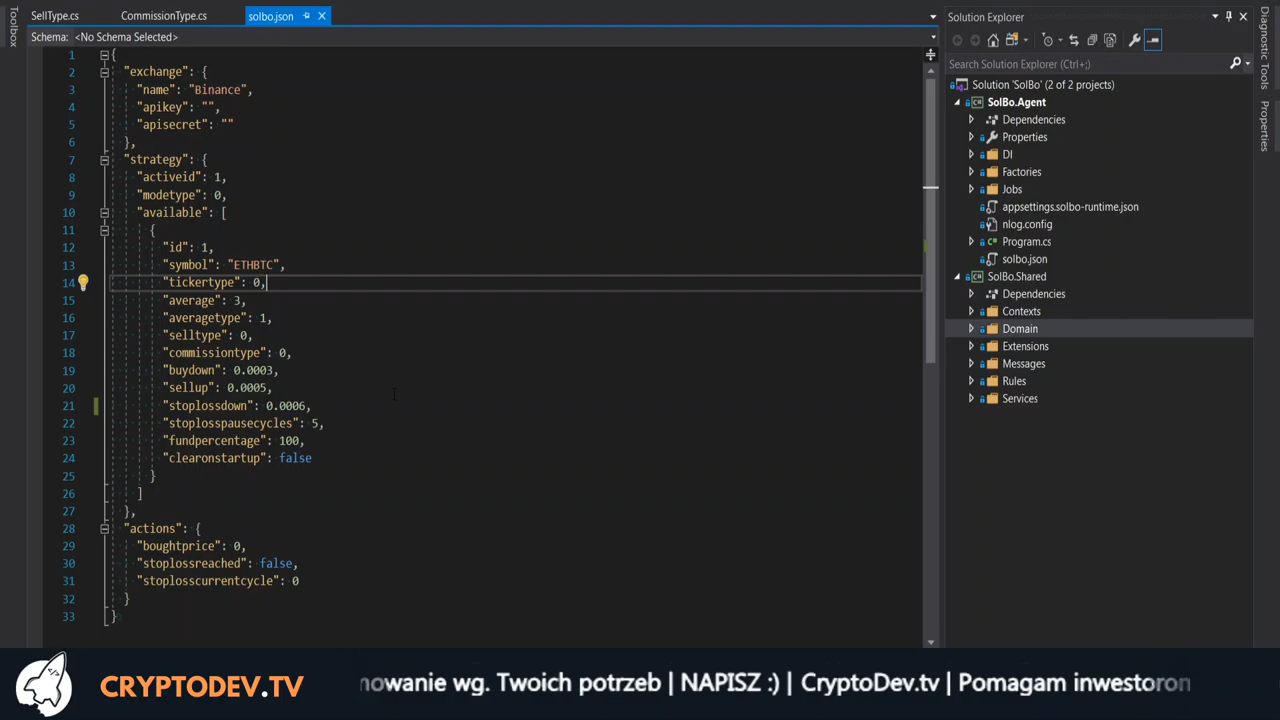 SellType.cs CommissionType.cs solbo.json
Schema: <No Schema Selected>
1 {
2 "exchange": {
3 "name": "Binance",
4 "apikey": "",
5 "apisecret": ""
6 },
7 "strategy": {
8 "activeid": 1,
9 "modetype": 0,
10 "available": [
11 {
12 "id": 1,
13 "symbol": "ETHBTC",
14 "tickertype": 0,
15 "average": 3,
16 "averagetype": 1,
17 "selltype": 0,
18 "commissiontype": 0,
19 "buydown": 0.0003,
20 "sellup": 0.0005,
21 "stoplossdown": 0.0006,
22 "stoplosspausecycles": 5,
23 "fundpercentage": 100,
24 "clearonstartup": false
25 }
26 ]
27 },
28 "actions": {
29 "boughtprice": 0,
30 "stoplossreached": false,
31 "stoplosscurrentcycle": 0
32 }
33 }
Toolbox
Solution Explorer
Search Solution Explorer (Ctrl+;)
Solution 'SolBo' (2 of 2 projects)
SolBo.Agent
Dependencies
Properties
DI
Factories
Jobs
appsettings.solbo-runtime.json
nlog.config
Program.cs
solbo.json
SolBo.Shared
Dependencies
Contexts
Domain
Extensions
Messages
Rules
Services
Diagnostic Tools
Properties
CRYPTODEV.TV
nowanie wg. Twoich potrzeb | NAPISZ :) | CryptoDev.tv | Pomagam inwestoron